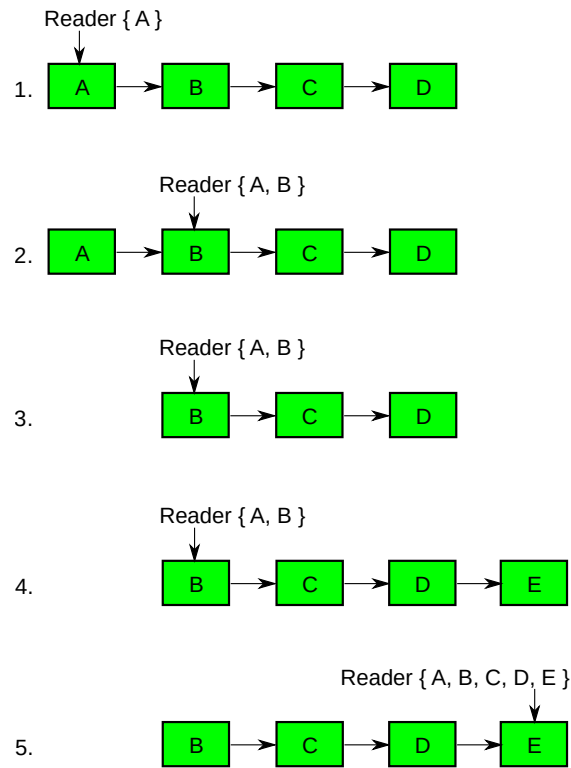 Reader { A }
1. A B C D
Reader { A, B }
2. A B C D
Reader { A, B }
3. B C D
Reader { A, B }
4. B C D E
Reader { A, B, C, D, E }
5. B C D E